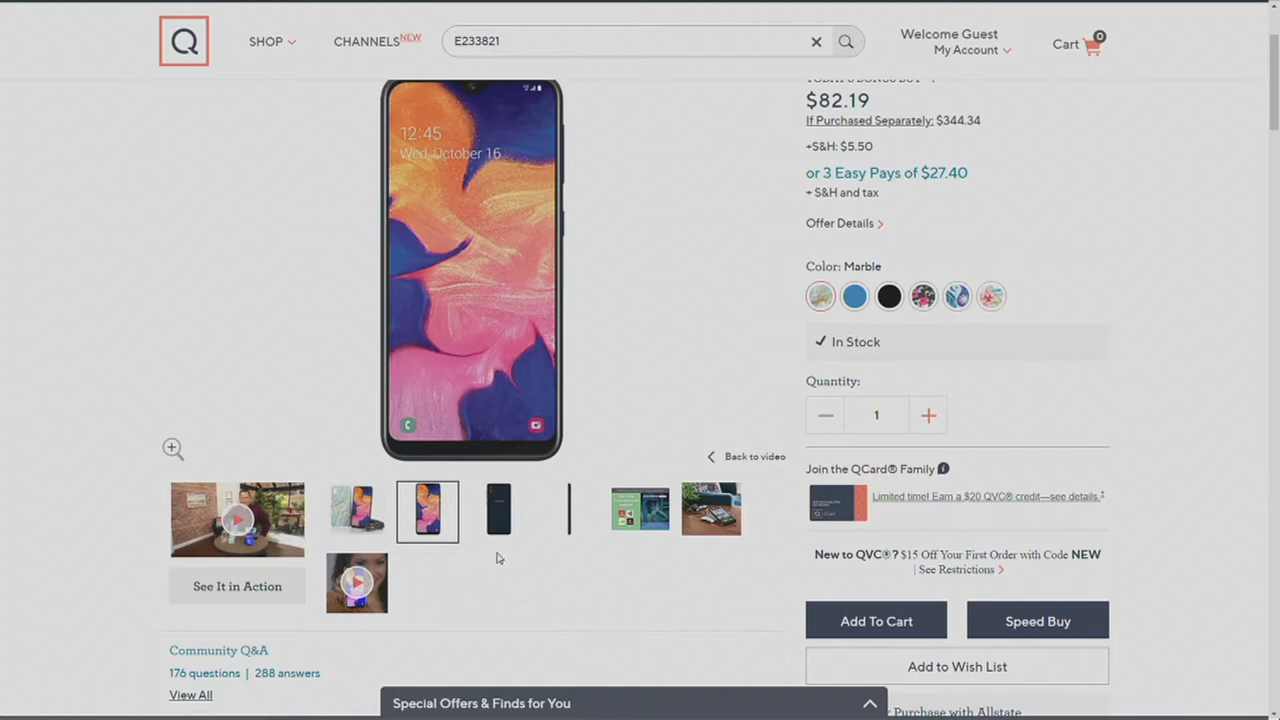 Q
SHOP
CHANNELS NEW
E233821
Welcome Guest
My Account
Cart
0
$82.19
If Purchased Separately: $344.34
+S&H: $5.50
or 3 Easy Pays of $27.40
+ S&H and tax
Offer Details
Color: Marble
In Stock
Quantity:
1
12:45
Wed, October 16
Back to video
See It in Action
Join the QCard® Family
Limited time! Earn a $20 QVC® credit—see details.‡
New to QVC®? $15 Off Your First Order with Code NEW
| See Restrictions
Add To Cart
Speed Buy
Add to Wish List
Purchase with Allstate
Community Q&A
176 questions | 288 answers
View All
Special Offers & Finds for You